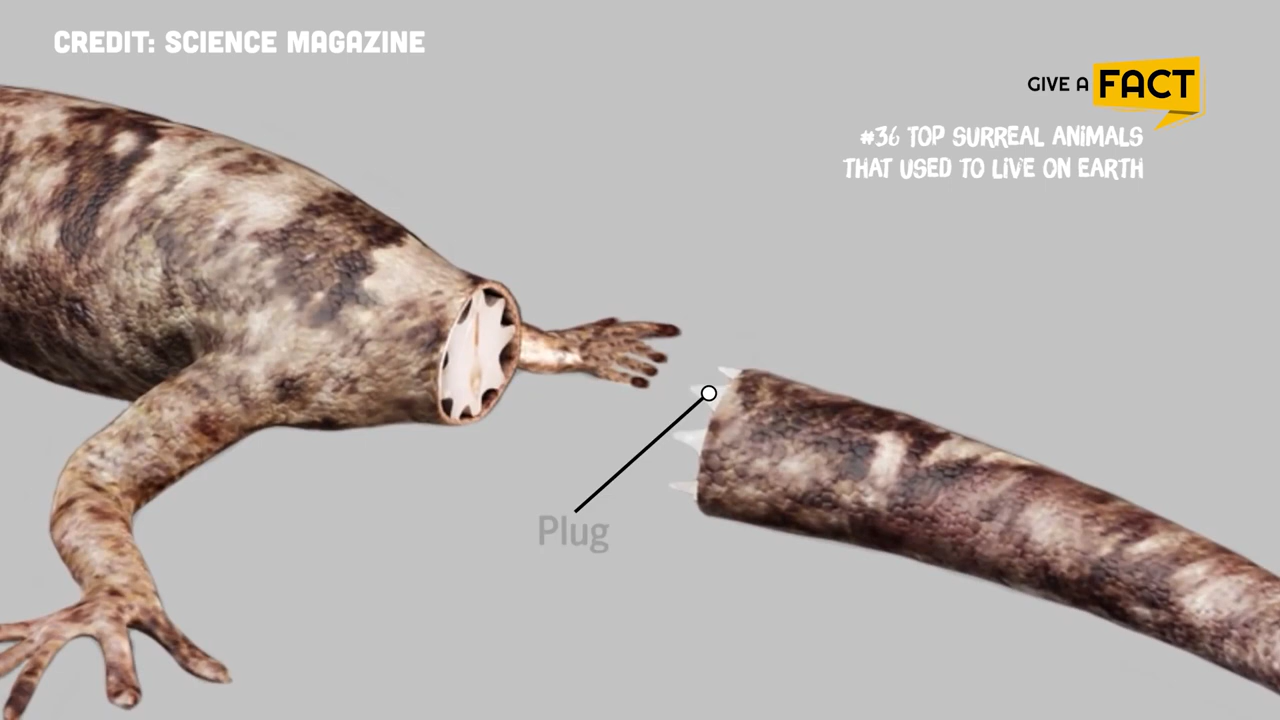 CREDIT: SCIENCE MAGAZINE
GIVE A FACT
#36 TOP SURREAL ANIMALS
THAT USED TO LIVE ON EARTH
Plug